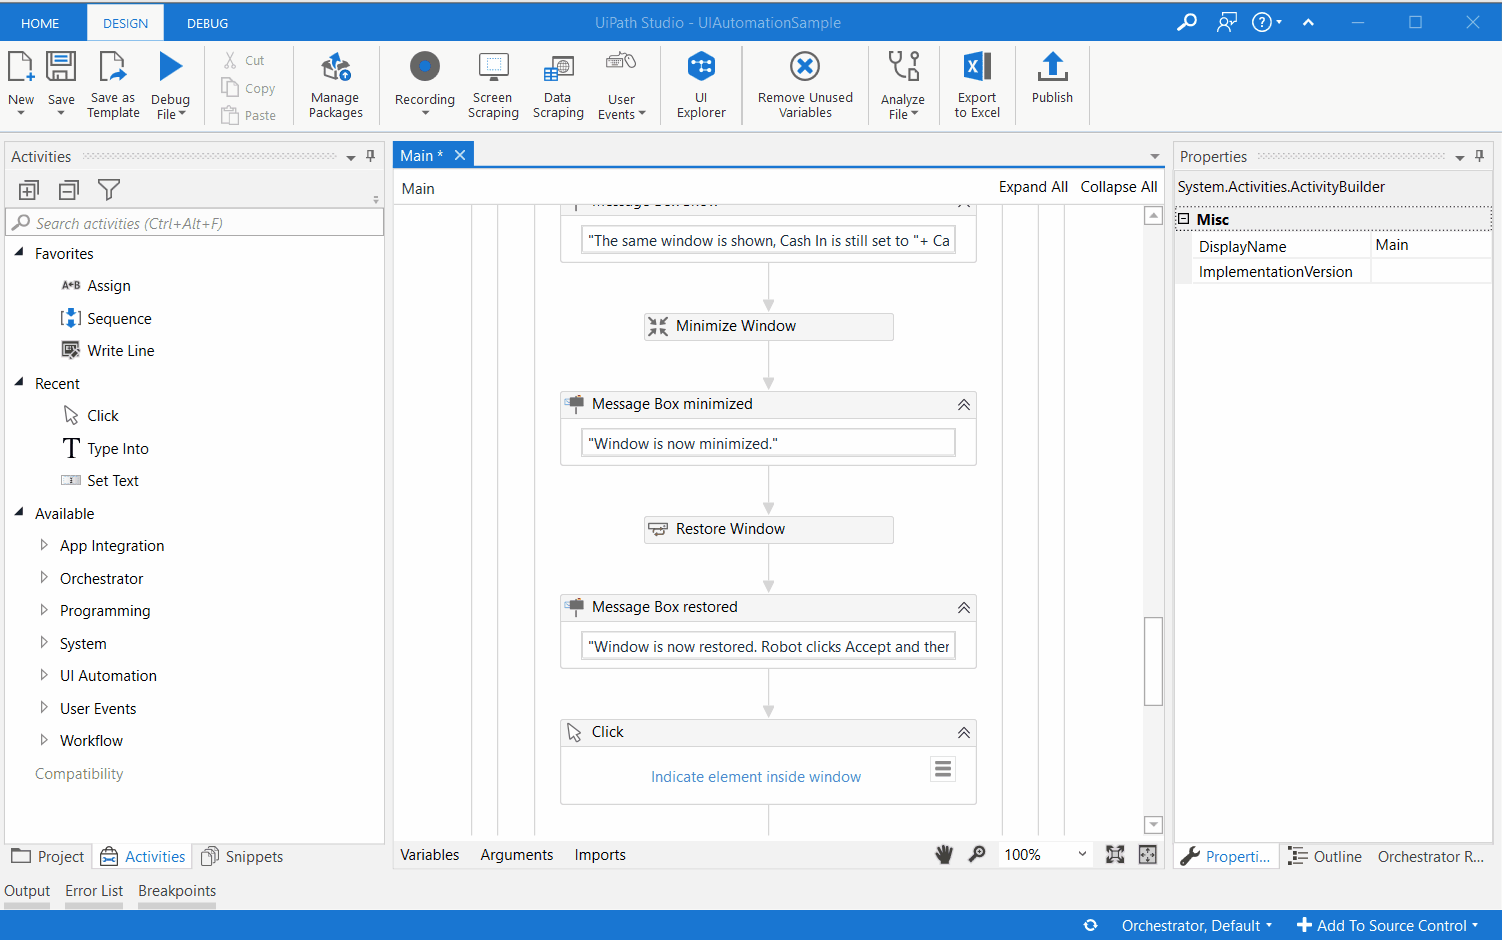 HOME DESIGN DEBUG UiPath Studio - UIAutomationSample
New Save Save as Template Debug File Cut Copy Paste Manage Packages Recording Screen Scraping Data Scraping User Events UI Explorer Remove Unused Variables Analyze File Export to Excel Publish
Activities
Search activities (Ctrl+Alt+F)
Favorites
Assign
Sequence
Write Line
Recent
Click
Type Into
Set Text
Available
App Integration
Orchestrator
Programming
System
UI Automation
User Events
Workflow
Compatibility
Project Activities Snippets
Main *
Main Expand All Collapse All
"The same window is shown, Cash In is still set to "+ Ca
Minimize Window
Message Box minimized
"Window is now minimized."
Restore Window
Message Box restored
"Window is now restored. Robot clicks Accept and ther
Click
Indicate element inside window
Variables Arguments Imports 100%
Properties
System.Activities.ActivityBuilder
Misc
DisplayName Main
ImplementationVersion
Properti... Outline Orchestrator R...
Output Error List Breakpoints
Orchestrator, Default Add To Source Control